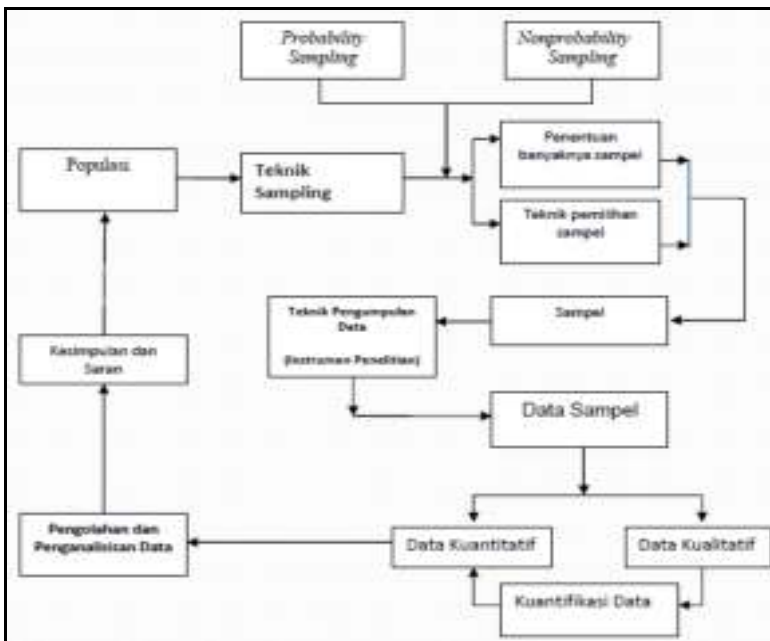 Probability
Sampling
Nonprobability
Sampling
Populasi
Teknik
Sampling
Penentuan
banyaknya sampel
Teknik pemilihan
sampel
Teknik Pengumpulan
Data
(Instrumen Penelitian)
Sampel
Kesimpulan dan
Saran
Data Sampel
Pengolahan dan
Penganalisisan Data
Data Kuantitatif
Data Kualitatif
Kuantifikasi Data